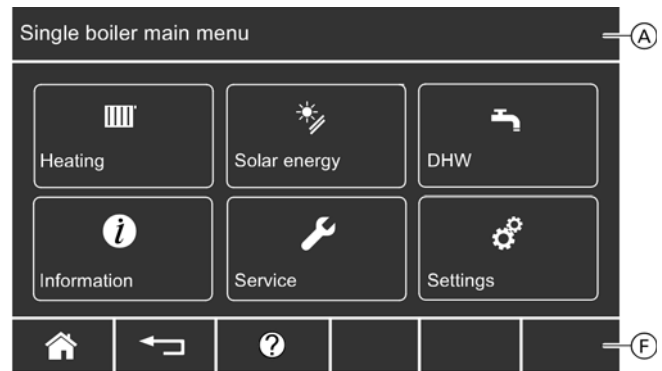 Single boiler main menu
A
Heating
Solar energy
DHW
Information
Service
Settings
?
F